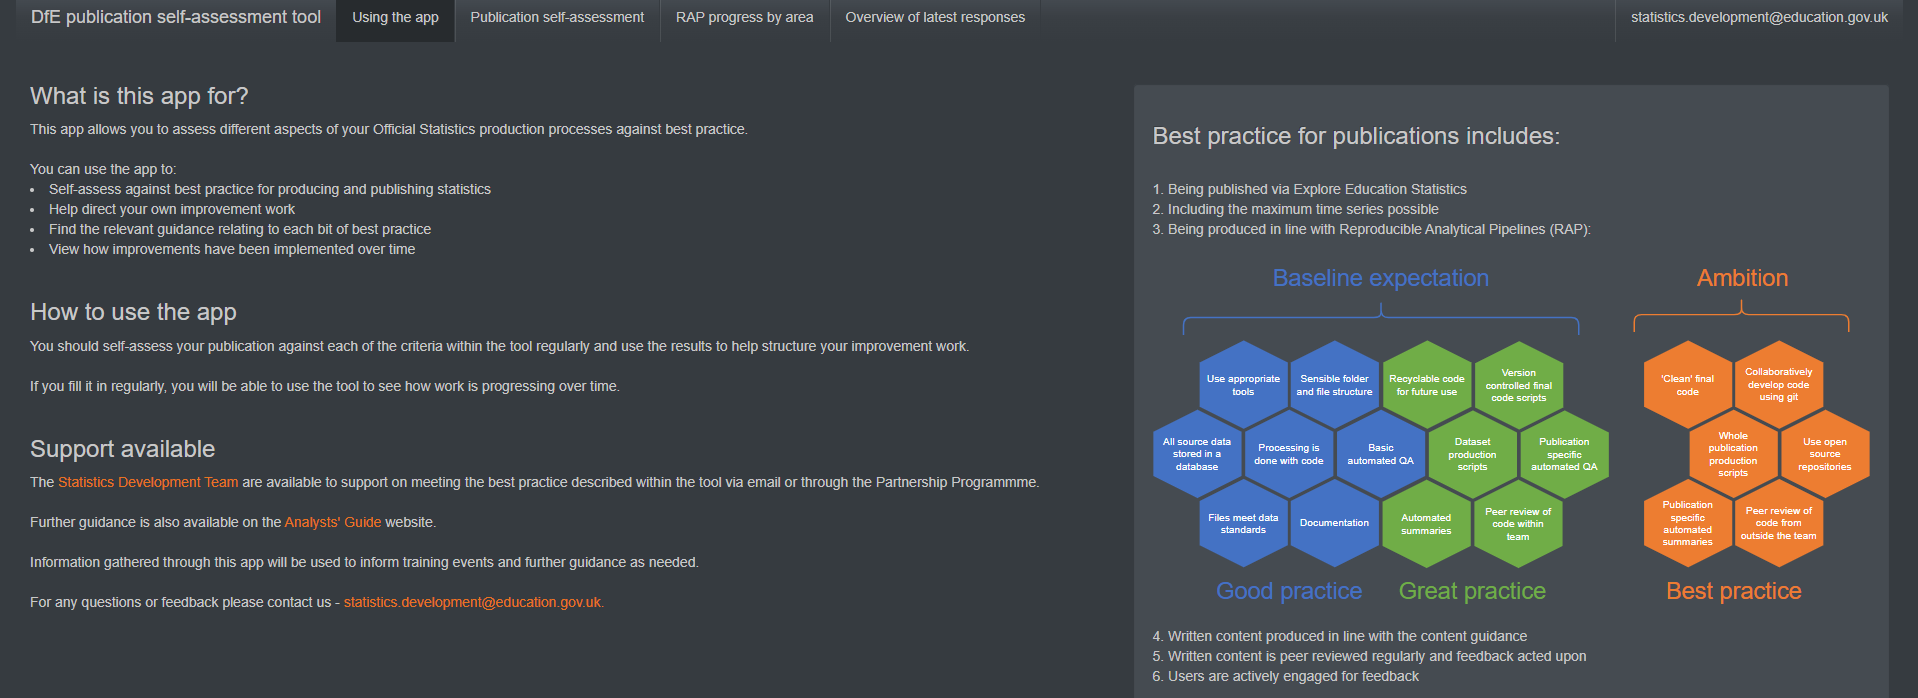 DfE publication self-assessment tool
Using the app
Publication self-assessment
RAP progress by area
Overview of latest responses
statistics.development@education.gov.uk
What is this app for?
This app allows you to assess different aspects of your Official Statistics production processes against best practice.
You can use the app to:
• Self-assess against best practice for producing and publishing statistics
• Help direct your own improvement work
• Find the relevant guidance relating to each bit of best practice
• View how improvements have been implemented over time
How to use the app
You should self-assess your publication against each of the criteria within the tool regularly and use the results to help structure your improvement work.
If you fill it in regularly, you will be able to use the tool to see how work is progressing over time.
Support available
The Statistics Development Team are available to support on meeting the best practice described within the tool via email or through the Partnership Programmme.
Further guidance is also available on the Analysts' Guide website.
Information gathered through this app will be used to inform training events and further guidance as needed.
For any questions or feedback please contact us - statistics.development@education.gov.uk.
Best practice for publications includes:
1. Being published via Explore Education Statistics
2. Including the maximum time series possible
3. Being produced in line with Reproducible Analytical Pipelines (RAP):
Baseline expectation
Ambition
Use appropriate
tools
Sensible folder
and file structure
Recyclable code
for future use
Version
controlled final
code scripts
'Clean' final
code
Collaboratively
develop code
using git
All source data
stored in a
database
Processing is
done with code
Basic
automated QA
Dataset
production
scripts
Publication
specific
automated QA
Whole
publication
production
scripts
Use open
source
repositories
Files meet data
standards
Documentation
Automated
summaries
Peer review of
code within
team
Publication
specific
automated
summaries
Peer review of
code from
outside the team
Good practice
Great practice
Best practice
4. Written content produced in line with the content guidance
5. Written content is peer reviewed regularly and feedback acted upon
6. Users are actively engaged for feedback